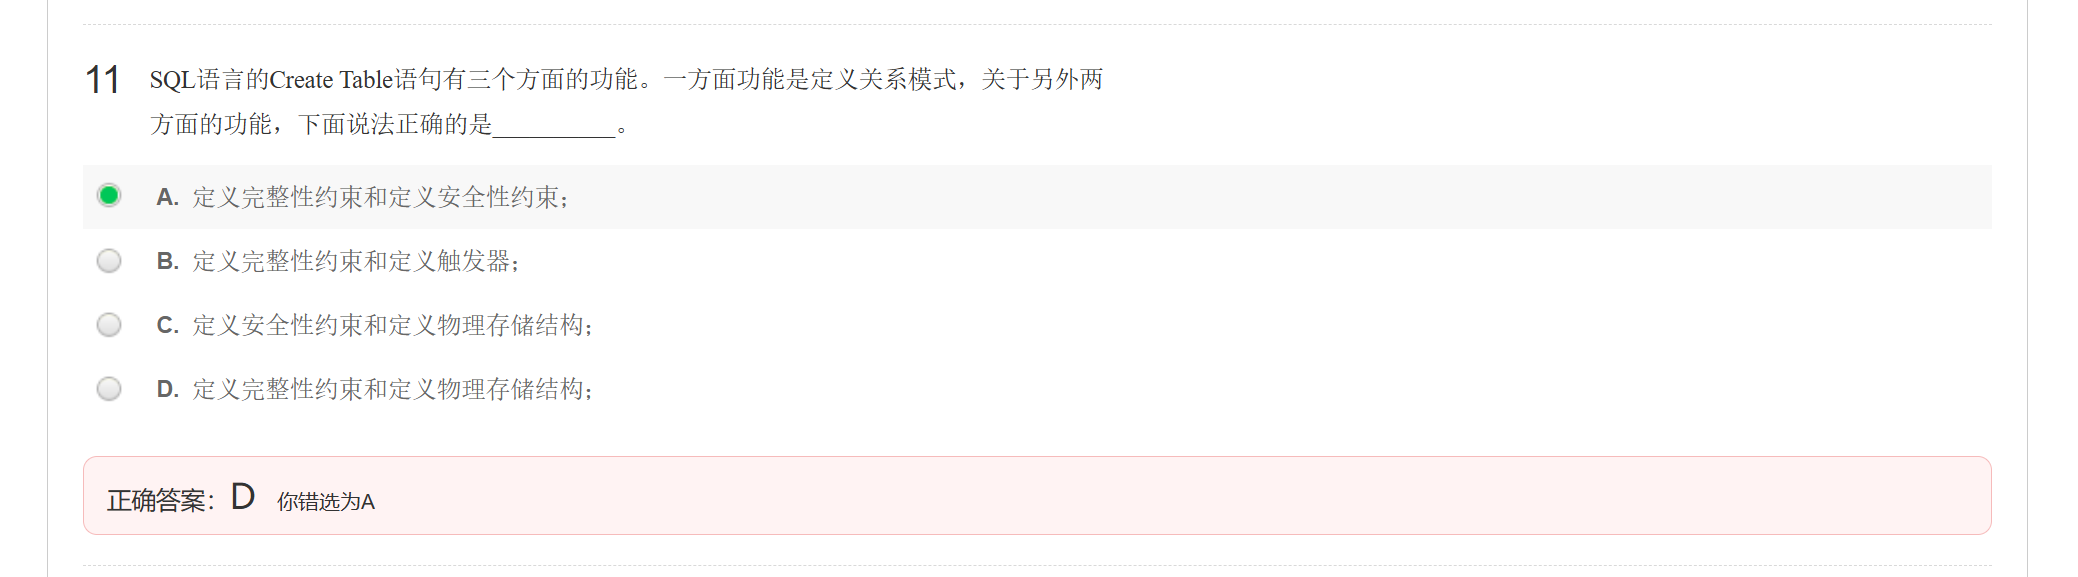 11 SQL语言的Create Table语句有三个方面的功能。一方面功能是定义关系模式，关于另外两
方面的功能，下面说法正确的是__________。
A. 定义完整性约束和定义安全性约束；
B. 定义完整性约束和定义触发器；
C. 定义安全性约束和定义物理存储结构；
D. 定义完整性约束和定义物理存储结构；
正确答案：D 你错选为A